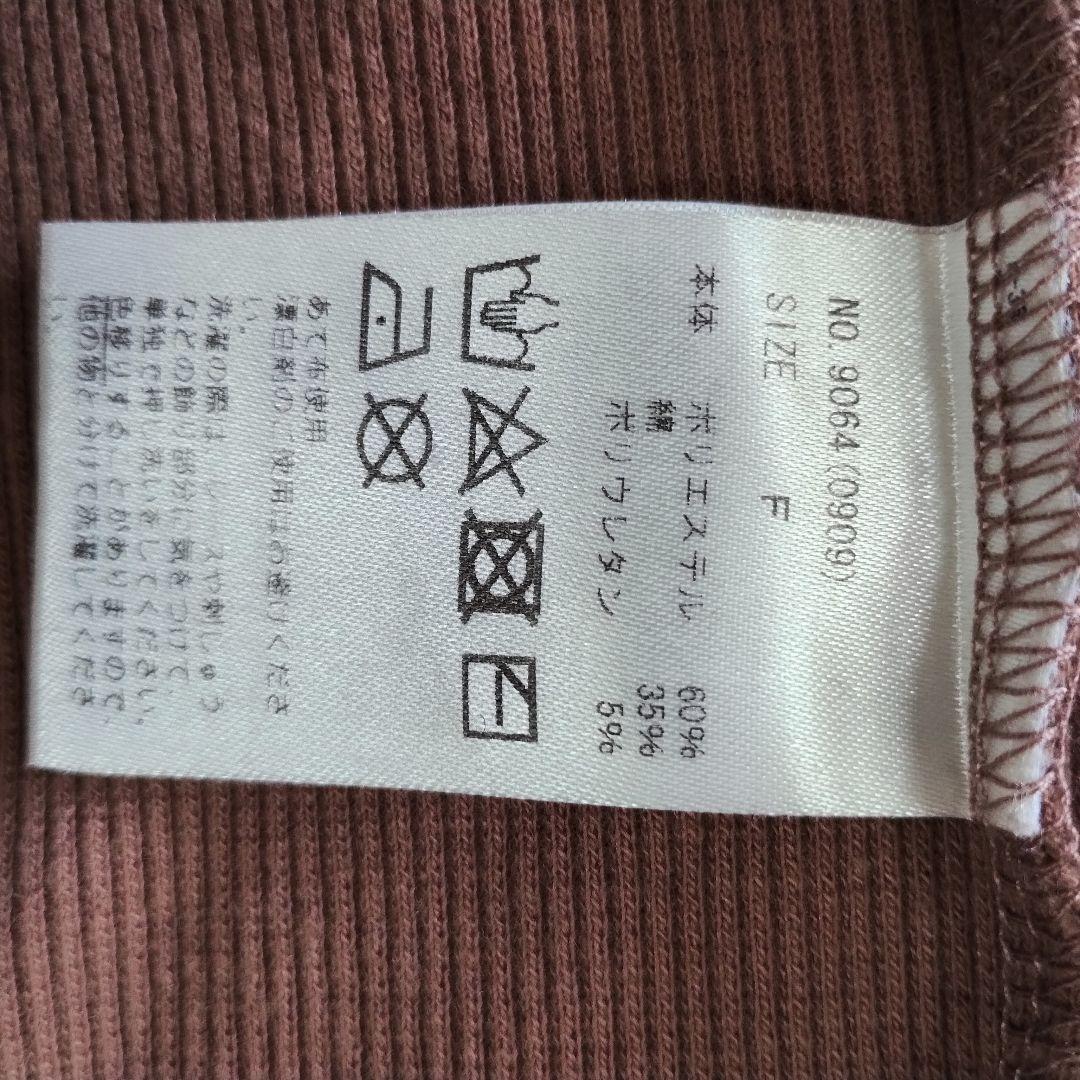 NO.9064(0909)
SIZE F
本体 ポリエステル 60%
綿 35%
ポリウレタン 5%
あて布使用
漂白剤のご使用はお避けくださ
い。
洗濯の際は
などの飾り部分に気をつけて、
単独で押し洗いをしてください。
色移りすることがありますので、
他の物と分けて洗濯してくださ
い。